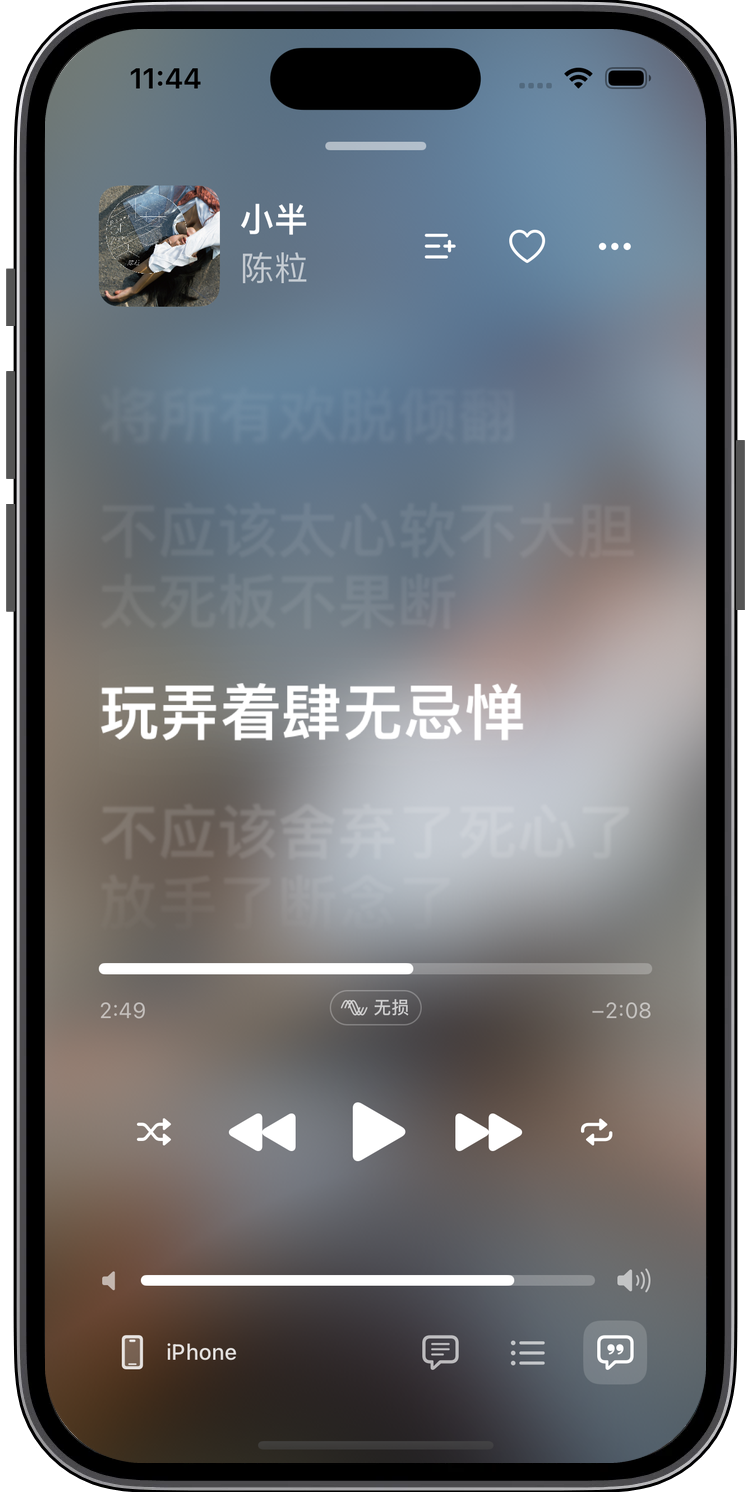 11:44
小半
陈粒
将所有欢脱倾翻
不应该太心软不大胆
太死板不果断
玩弄着肆无忌惮
不应该舍弃了死心了
放手了断念了
2:49
无损
−2:08
iPhone